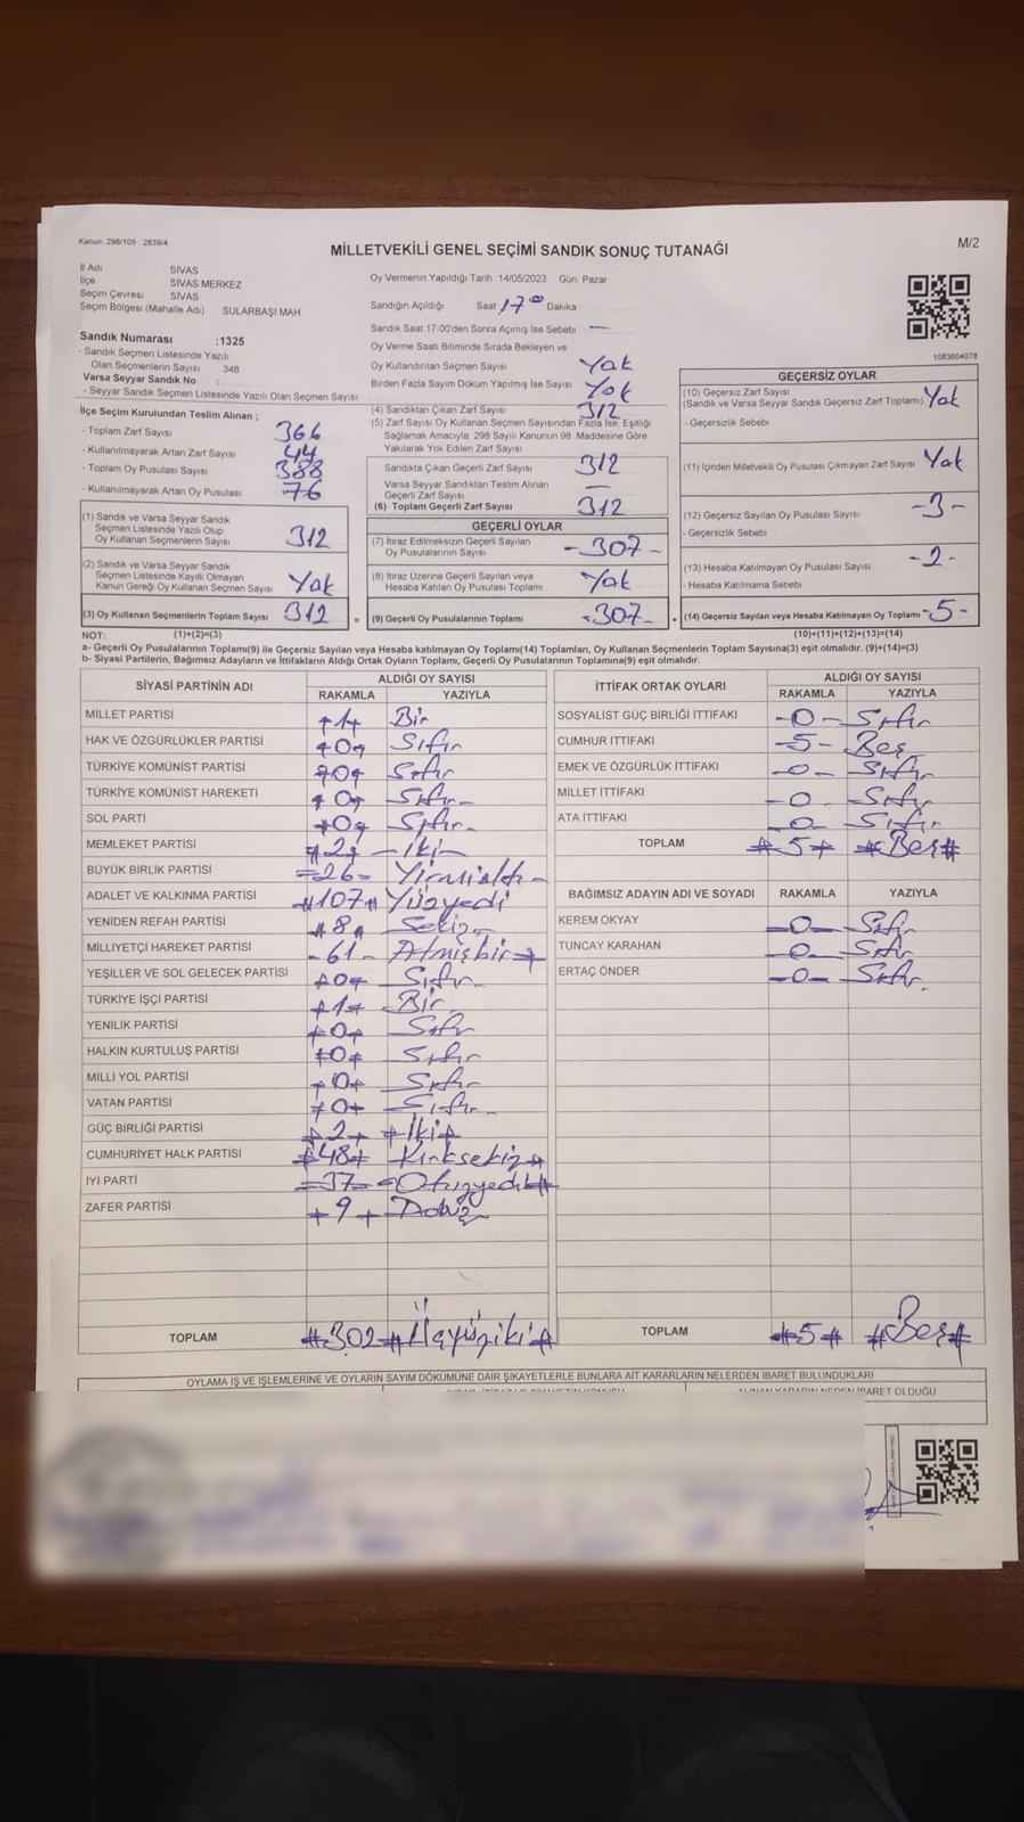 Kanun: 298/105 - 2839/4
MİLLETVEKİLİ GENEL SEÇİMİ SANDIK SONUÇ TUTANAĞI
M/2
İl Adı SİVAS
İlçe SİVAS MERKEZ
Seçim Çevresi SİVAS
Seçim Bölgesi (Mahalle Adı) SULARBAŞI MAH
Oy Vermenin Yapıldığı Tarih :14/05/2023 Gün: Pazar
Sandığın Açıldığı Saat 17 00 Dakika
Sandık Saat 17:00'den Sonra Açımış İse Sebebi —
Oy Verme Saati Bitiminde Sırada Bekleyen ve
Oy Kullandırılan Seçmen Sayısı Yok
Birden Fazla Sayım Döküm Yapılmış İse Sayısı Yok
Sandık Numarası :1325
- Sandık Seçmen Listesinde Yazılı
Olan Seçmenlerin Sayısı 348
Varsa Seyyar Sandık No :
- Seyyar Sandık Seçmen Listesinde Yazılı Olan Seçmen Sayısı
İlçe Seçim Kurulundan Teslim Alınan ;
- Toplam Zarf Sayısı 366
- Kullanılmayarak Artan Zarf Sayısı 44
- Toplam Oy Pusulası Sayısı 388
- Kullanılmayarak Artan Oy Pusulası 76
(1) Sandık ve Varsa Seyyar Sandık
Seçmen Listesinde Yazılı Olup
Oy Kullanan Seçmenlerin Sayısı 312
(2) Sandık ve Varsa Seyyar Sandık
Seçmen Listesinde Kayıtlı Olmayan
Kanun Gereği Oy Kullanan Seçmen Sayısı Yok
(3) Oy Kullanan Seçmenlerin Toplam Sayısı 312
(4) Sandıktan Çıkan Zarf Sayısı 312
(5) Zarf Sayısı Oy Kullanan Seçmen Sayısından Fazla İse, Eşitliği
Sağlamak Amacıyla; 298 Sayılı Kanunun 98. Maddesine Göre
Yakılarak Yok Edilen Zarf Sayısı
Sandıkta Çıkan Geçerli Zarf Sayısı 312
Varsa Seyyar Sandıktan Teslim Alınan
Geçerli Zarf Sayısı —
(6) Toplam Geçerli Zarf Sayısı 312
GEÇERLİ OYLAR
(7) İtiraz Edilmeksizin Geçerli Sayılan
Oy Pusulalarının Sayısı -307-
(8) İtiraz Üzerine Geçerli Sayılan veya
Hesaba Katılan Oy Pusulası Toplamı Yok
(9) Geçerli Oy Pusulalarının Toplamı -307-
1083604078
GEÇERSİZ OYLAR
(10) Geçersiz Zarf Sayısı
(Sandık ve Varsa Seyyar Sandık Geçersiz Zarf Toplamı) Yok
- Geçersizlik Sebebi
(11) İçinden Milletvekili Oy Pusulası Çıkmayan Zarf Sayısı Yok
(12) Geçersiz Sayılan Oy Pusulası Sayısı -3-
- Geçersizlik Sebebi
(13) Hesaba Katılmayan Oy Pusulası Sayısı -2-
- Hesaba Katılmama Sebebi
(14) Geçersiz Sayılan veya Hesaba Katılmayan Oy Toplamı -5-
NOT: (1)+(2)=(3) (10)+(11)+(12)+(13)=(14)
a- Geçerli Oy Pusulalarının Toplamı(9) ile Geçersiz Sayılan veya Hesaba katılmayan Oy Toplamı(14) Toplamları, Oy Kullanan Seçmenlerin Toplam Sayısına(3) eşit olmalıdır. (9)+(14)=(3)
b- Siyasi Partilerin, Bağımsız Adayların ve İttifakların Aldığı Ortak Oyların Toplamı, Geçerli Oy Pusulalarının Toplamına(9) eşit olmalıdır.
SİYASİ PARTİNİN ADI ALDIĞI OY SAYISI
RAKAMLA YAZIYLA
MİLLET PARTİSİ 1 Bir
HAK VE ÖZGÜRLÜKLER PARTİSİ 0 Sıfır
TÜRKİYE KOMÜNİST PARTİSİ 0 Sıfır
TÜRKİYE KOMÜNİST HAREKETİ 0 Sıfır
SOL PARTİ 0 Sıfır
MEMLEKET PARTİSİ 2 İki
BÜYÜK BİRLİK PARTİSİ =26= Yirmialtı
ADALET VE KALKINMA PARTİSİ #107# Yüzyedi
YENİDEN REFAH PARTİSİ 8 Sekiz
MİLLİYETÇİ HAREKET PARTİSİ -61- Atmışbir
YEŞİLLER VE SOL GELECEK PARTİSİ 0 Sıfır
TÜRKİYE İŞÇİ PARTİSİ 1 Bir
YENİLİK PARTİSİ 0 Sıfır
HALKIN KURTULUŞ PARTİSİ 0 Sıfır
MİLLİ YOL PARTİSİ 0 Sıfır
VATAN PARTİSİ 0 Sıfır
GÜÇ BİRLİĞİ PARTİSİ 2 İki
CUMHURİYET HALK PARTİSİ 48 Kırksekiz
İYİ PARTİ =37= Otuzyedi
ZAFER PARTİSİ +9+ Dokuz
TOPLAM #302# Üçyüziki
İTTİFAK ORTAK OYLARI ALDIĞI OY SAYISI
RAKAMLA YAZIYLA
SOSYALİST GÜÇ BİRLİĞİ İTTİFAKI -0- Sıfır
CUMHUR İTTİFAKI -5- Beş
EMEK VE ÖZGÜRLÜK İTTİFAKI -0- Sıfır
MİLLET İTTİFAKI -0 Sıfır
ATA İTTİFAKI -0- Sıfır
TOPLAM #5# #Beş#
BAĞIMSIZ ADAYIN ADI VE SOYADI RAKAMLA YAZIYLA
KEREM OKYAY -0- Sıfır
TUNCAY KARAHAN -0- Sıfır
ERTAÇ ÖNDER -0- Sıfır.
TOPLAM #5# #Beş#
OYLAMA İŞ VE İŞLEMLERİNE VE OYLARIN SAYIM DÖKÜMÜNE DAİR ŞİKAYETLERLE BUNLARA AİT KARARLARIN NELERDEN İBARET BULUNDUKLARI
ALINAN KARARIN NEDEN İBARET OLDUĞU